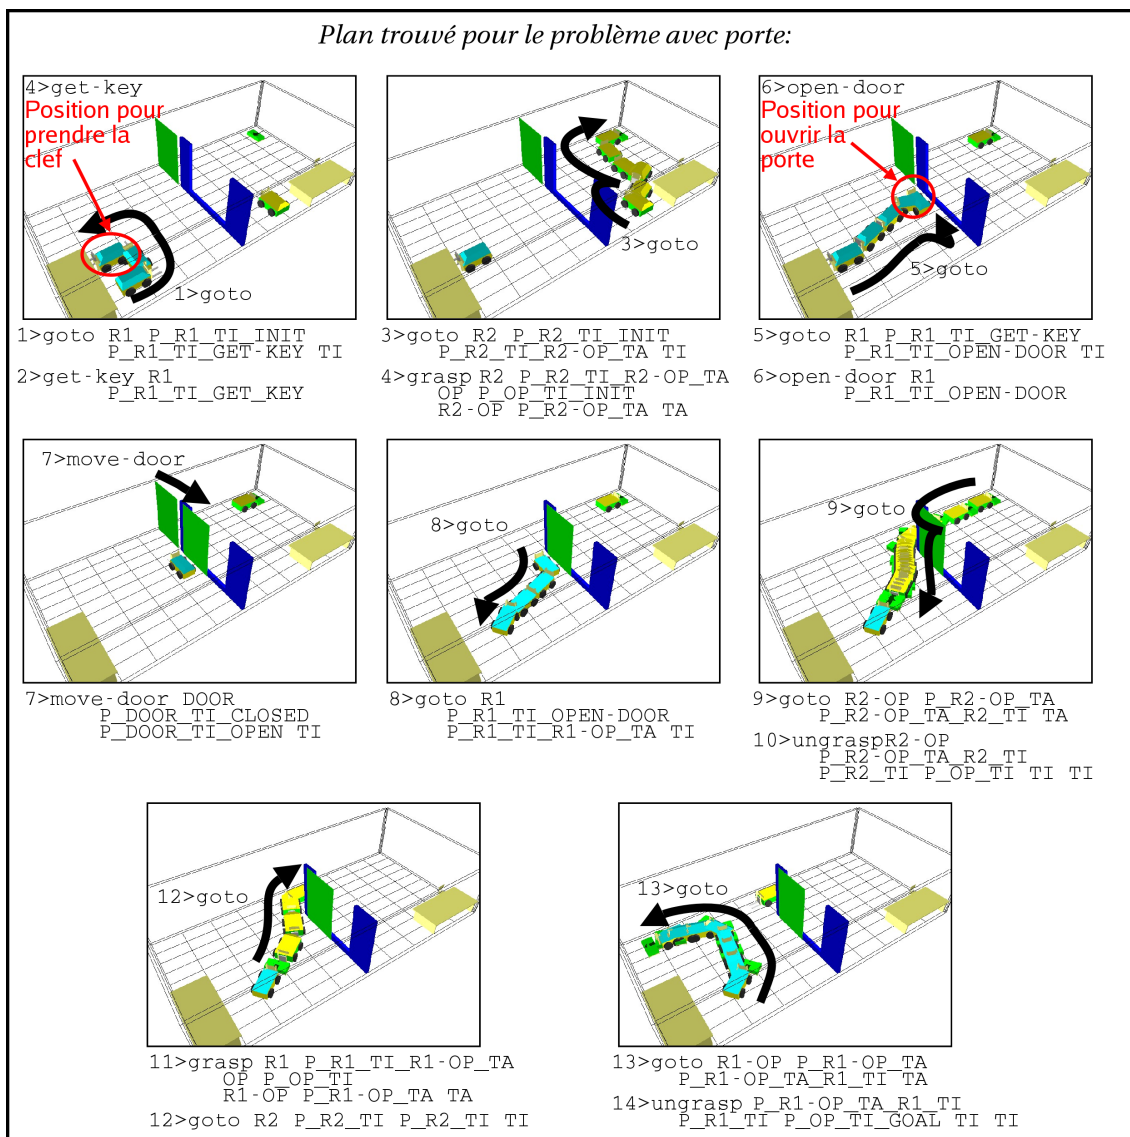 Plan trouvé pour le problème avec porte:
4>get-key
Position pour
prendre la
clef
1>goto
3>goto
6>open-door
Position pour
ouvrir la
porte
5>goto
1>goto R1 P_R1_TI_INIT
P_R1_TI_GET-KEY TI
2>get-key R1
P_R1_TI_GET_KEY
3>goto R2 P_R2_TI_INIT
P_R2_TI_R2-OP_TA TI
4>grasp R2 P_R2_TI_R2-OP_TA
OP P_OP_TI_INIT
R2-OP P_R2-OP_TA TA
5>goto R1 P_R1_TI_GET-KEY
P_R1_TI_OPEN-DOOR TI
6>open-door R1
P_R1_TI_OPEN-DOOR
7>move-door
8>goto
9>goto
7>move-door DOOR
P_DOOR_TI_CLOSED
P_DOOR_TI_OPEN TI
8>goto R1
P_R1_TI_OPEN-DOOR
P_R1_TI_R1-OP_TA TI
9>goto R2-OP P_R2-OP_TA
P_R2-OP_TA_R2_TI TA
10>ungraspR2-OP
P_R2-OP_TA_R2_TI
P_R2_TI P_OP_TI TI TI
12>goto
13>goto
11>grasp R1 P_R1_TI_R1-OP_TA
OP P_OP_TI
R1-OP P_R1-OP_TA TA
12>goto R2 P_R2_TI P_R2_TI TI
13>goto R1-OP P_R1-OP_TA
P_R1-OP_TA_R1_TI TA
14>ungrasp P_R1-OP_TA_R1_TI
P_R1_TI P_OP_TI_GOAL TI TI